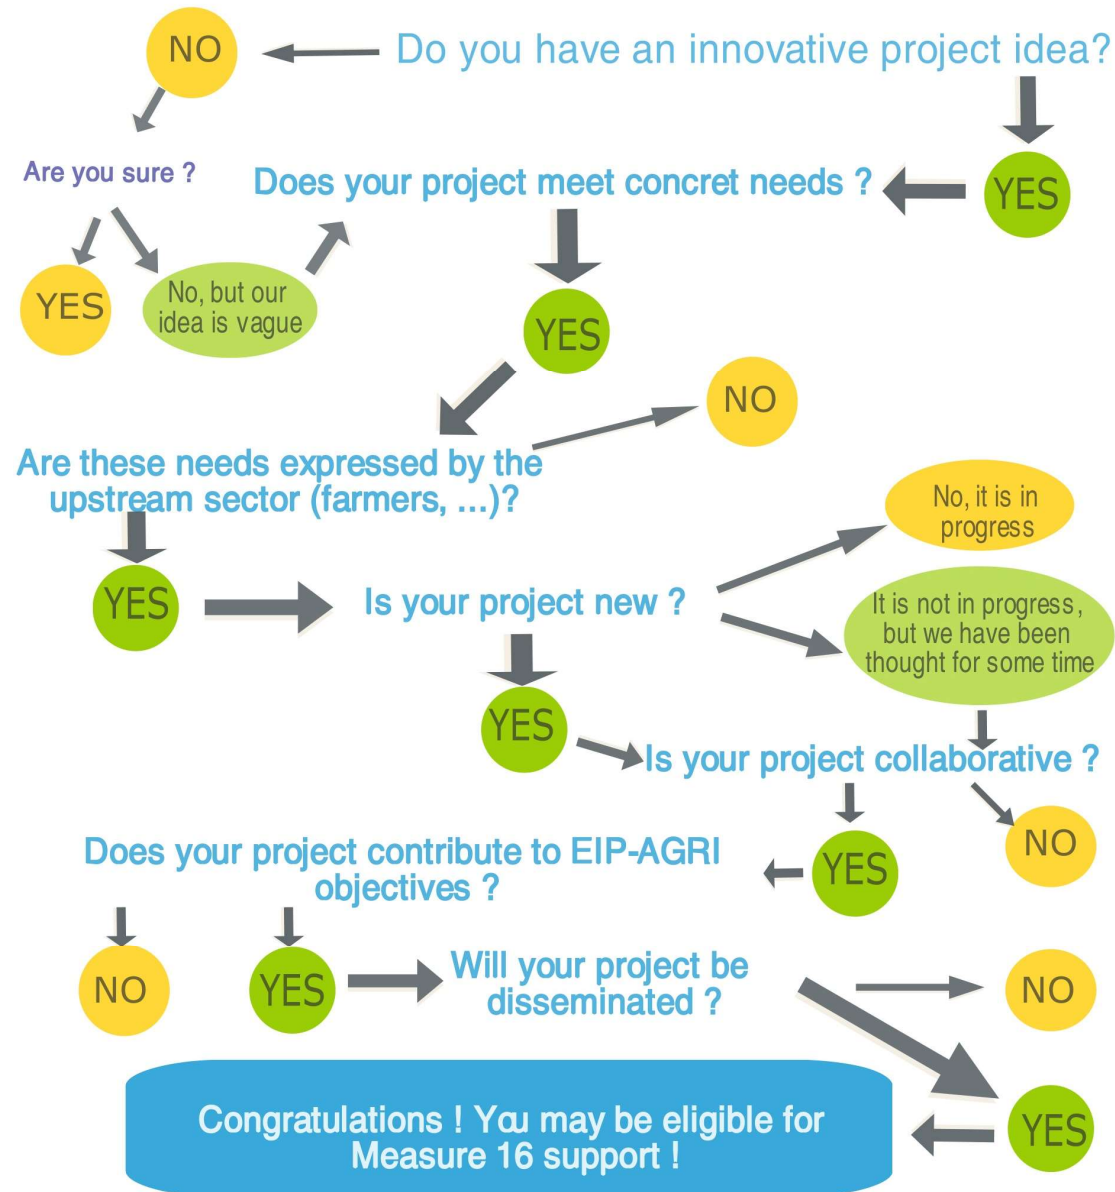 NO
Do you have an innovative project idea?
Are you sure ?
Does your project meet concret needs ?
YES
YES
No, but our
idea is vague
YES
NO
Are these needs expressed by the
upstream sector (farmers, ...)?
No, it is in
progress
YES
Is your project new ?
It is not in progress,
but we have been
thought for some time
YES
Is your project collaborative ?
NO
Does your project contribute to EIP-AGRI
objectives ?
YES
NO
YES
Will your project be
disseminated ?
NO
Congratulations ! You may be eligible for
Measure 16 support !
YES